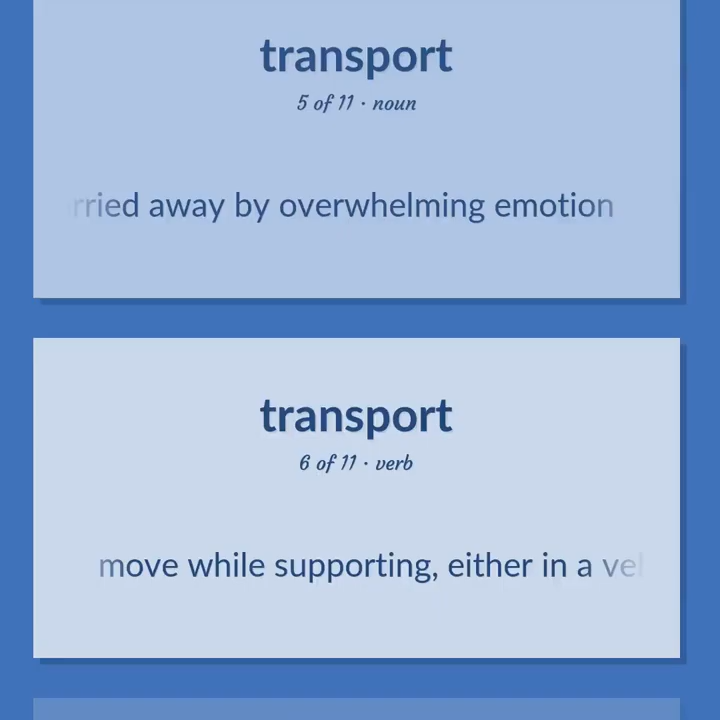 transport
5 of 11 · noun
rried away by overwhelming emotion
transport
6 of 11 · verb
move while supporting, either in a